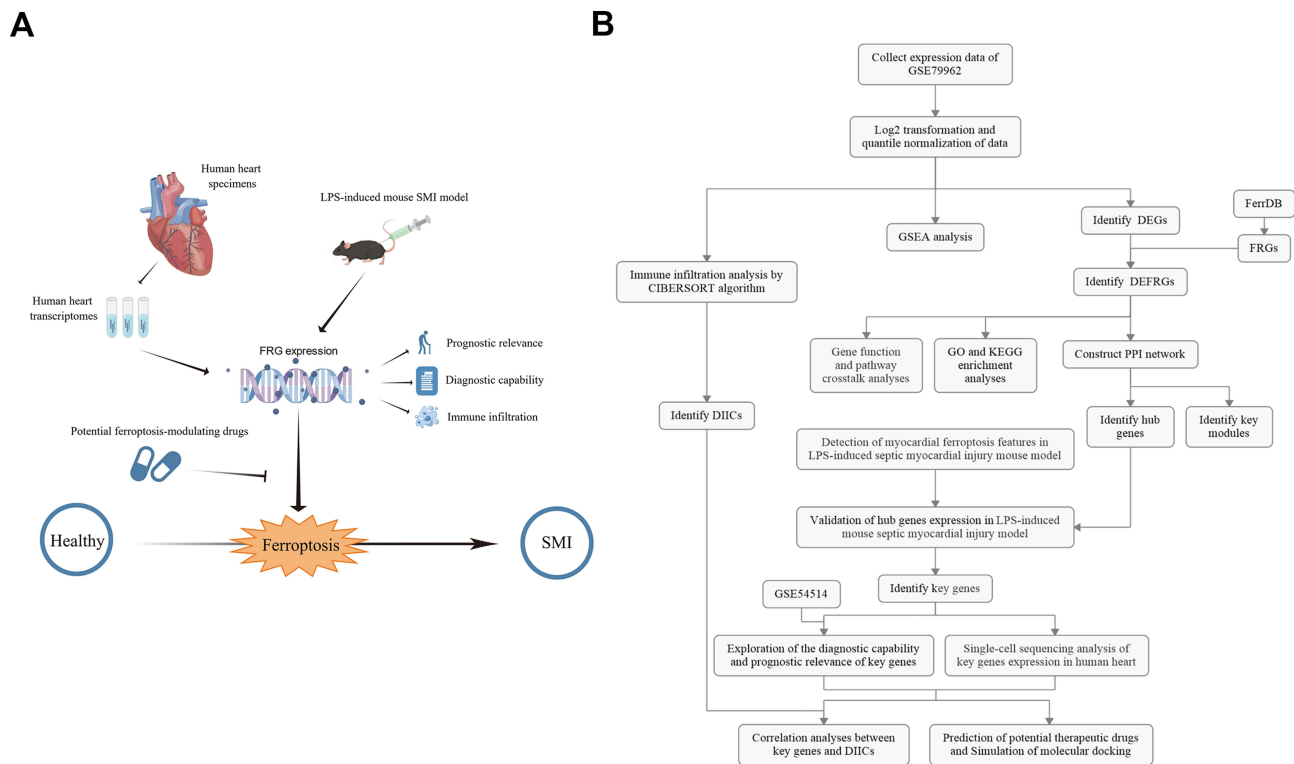 A
Human heart
specimens
LPS-induced mouse SMI model
Human heart
transcriptomes
FRG expression
Prognostic relevance
Diagnostic capability
Immune infiltration
Potential ferroptosis-modulating drugs
Healthy
Ferroptosis
SMI
B
Collect expression data of
GSE79962
Log2 transformation and
quantile normalization of data
Identify DEGs
FerrDB
GSEA analysis
FRGs
Immune infiltration analysis by
CIBERSORT algorithm
Identify DEFRGs
Gene function
and pathway
crosstalk analyses
GO and KEGG
enrichment
analyses
Construct PPI network
Identify DIICs
Identify hub
genes
Identify key
modules
Detection of myocardial ferroptosis features in
LPS-induced septic myocardial injury mouse model
Validation of hub genes expression in LPS-induced
mouse septic myocardial injury model
Identify key genes
GSE54514
Exploration of the diagnostic capability
and prognostic relevance of key genes
Single-cell sequencing analysis of
key genes expression in human heart
Correlation analyses between
key genes and DIICs
Prediction of potential therapeutic drugs
and Simulation of molecular docking